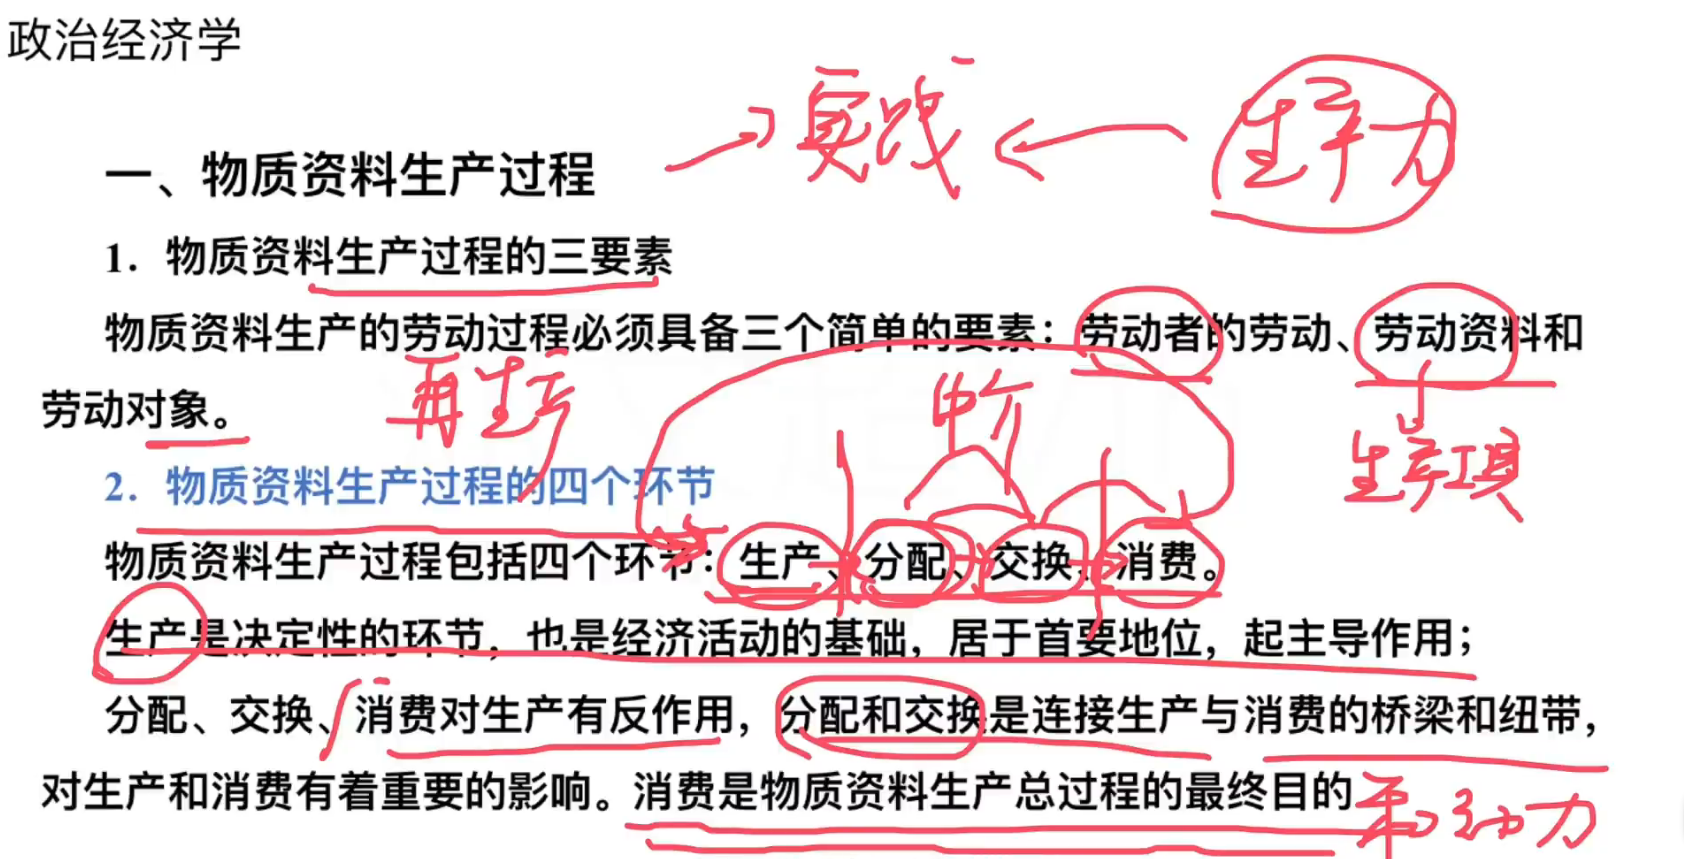 政治经济学
实践 生产力
一、物质资料生产过程
1. 物质资料生产过程的三要素
物质资料生产的劳动过程必须具备三个简单的要素：劳动者的劳动、劳动资料和
劳动对象。
再生产 中介
生产工具
2. 物质资料生产过程的四个环节
物质资料生产过程包括四个环节：生产、分配、交换、消费。
生产是决定性的环节，也是经济活动的基础，居于首要地位，起主导作用；
分配、交换、消费对生产有反作用，分配和交换是连接生产与消费的桥梁和纽带，
对生产和消费有着重要的影响。消费是物质资料生产总过程的最终目的和动力